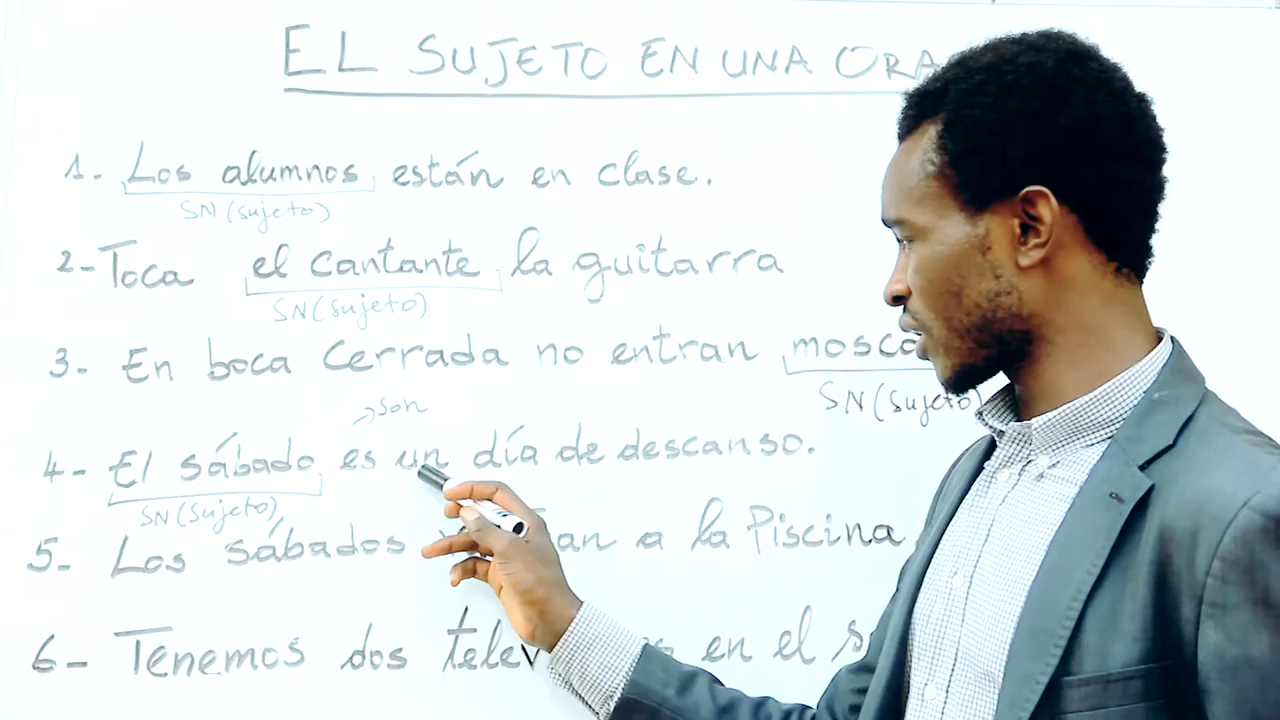 EL SUJETO EN UNA ORA
1. Los alumnos están en clase.
SN (sujeto)
2- Toca el cantante la guitarra
SN (sujeto)
3- En boca cerrada no entran mosca
SN (sujeto)
→ son
4- El sábado es un día de descanso.
SN (sujeto)
5- Los sábados an a la Piscina
6- Tenemos dos telev en el s